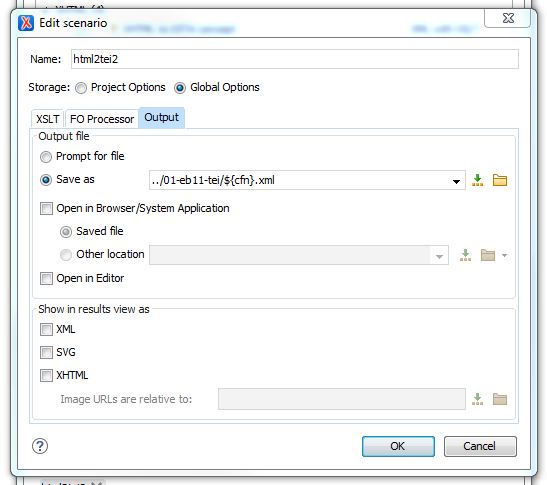 Edit scenario
Name: html2tei2
Storage: Project Options Global Options
XSLT FO Processor Output
Output file
Prompt for file
Save as ../01-eb11-tei/${cfn}.xml
Open in Browser/System Application
Saved file
Other location
Open in Editor
Show in results view as
XML
SVG
XHTML
Image URLs are relative to:
? OK Cancel